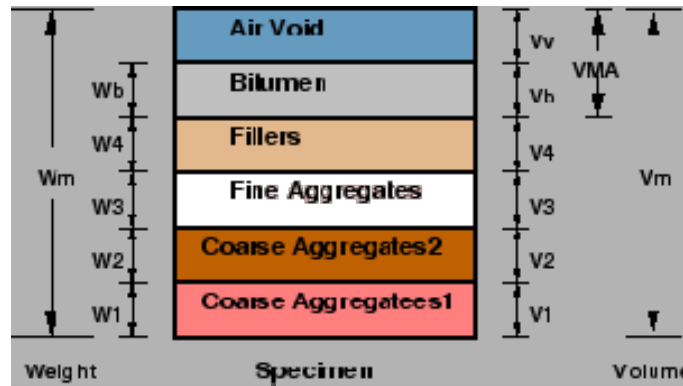 Air Void
Vv
VMA
Wb
Bitumen
Vb
W4
Fillers
V4
Wm
W3
Fine Aggregates
V3
Vm
W2
Coarse Aggregates2
V2
W1
Coarse Aggregatees1
V1
Weight
Specimen
Volume